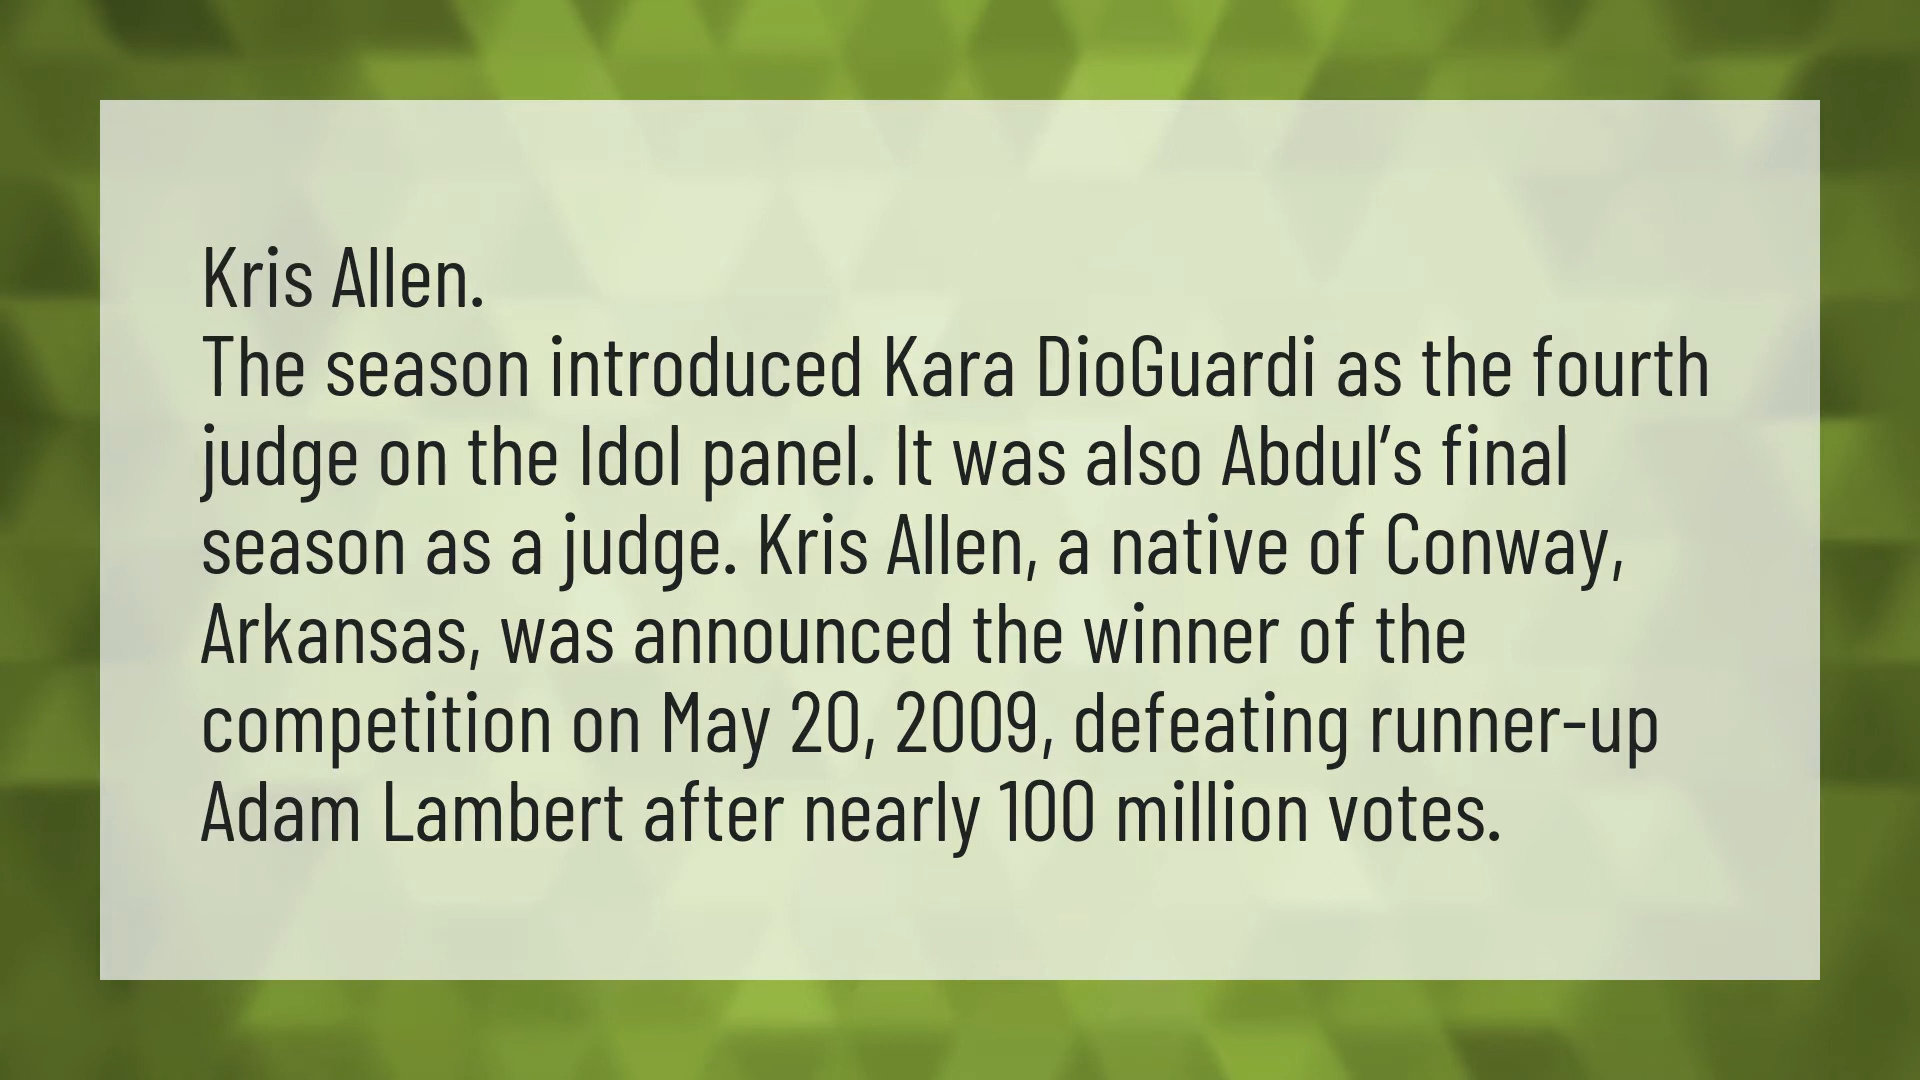 Kris Allen.
The season introduced Kara DioGuardi as the fourth
judge on the Idol panel. It was also Abdul’s final
season as a judge. Kris Allen, a native of Conway,
Arkansas, was announced the winner of the
competition on May 20, 2009, defeating runner-up
Adam Lambert after nearly 100 million votes.